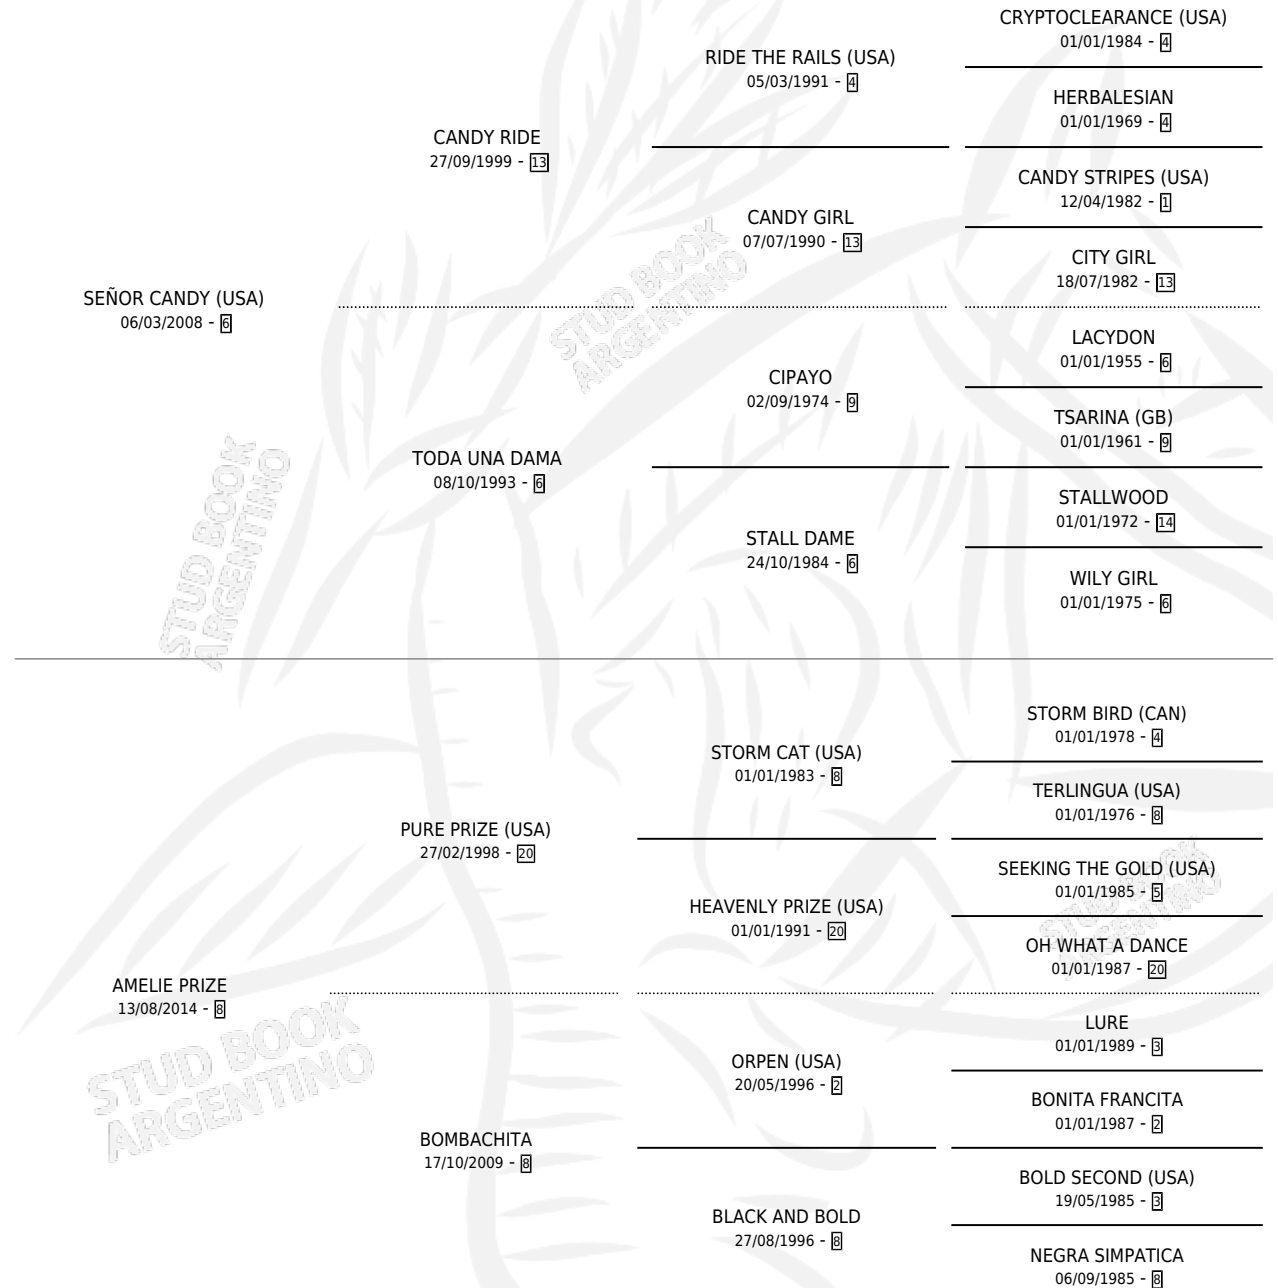 CRYPTOCLEARANCE (USA)
01/01/1984 - 4
RIDE THE RAILS (USA)
05/03/1991 - 4
HERBALESIAN
01/01/1969 - 4
CANDY RIDE
27/09/1999 - 13
CANDY STRIPES (USA)
12/04/1982 - 1
CANDY GIRL
07/07/1990 - 13
CITY GIRL
18/07/1982 - 13
SEÑOR CANDY (USA)
06/03/2008 - 6
STUD BOOK
ARGENTINO
LACYDON
01/01/1955 - 6
CIPAYO
02/09/1974 - 9
TSARINA (GB)
01/01/1961 - 9
TODA UNA DAMA
08/10/1993 - 6
STALLWOOD
01/01/1972 - 14
STALL DAME
24/10/1984 - 6
WILY GIRL
01/01/1975 - 6
STUD BOOK
ARGENTINO
STORM BIRD (CAN)
01/01/1978 - 4
STORM CAT (USA)
01/01/1983 - 8
TERLINGUA (USA)
01/01/1976 - 8
PURE PRIZE (USA)
27/02/1998 - 20
SEEKING THE GOLD (USA)
01/01/1985 - 5
HEAVENLY PRIZE (USA)
01/01/1991 - 20
STUD BOOK
ARGENTINO
OH WHAT A DANCE
01/01/1987 - 20
AMELIE PRIZE
13/08/2014 - 8
LURE
01/01/1989 - 3
ORPEN (USA)
20/05/1996 - 2
STUD BOOK
ARGENTINO
BONITA FRANCITA
01/01/1987 - 2
BOMBACHITA
17/10/2009 - 8
BOLD SECOND (USA)
19/05/1985 - 3
BLACK AND BOLD
27/08/1996 - 8
NEGRA SIMPATICA
06/09/1985 - 8